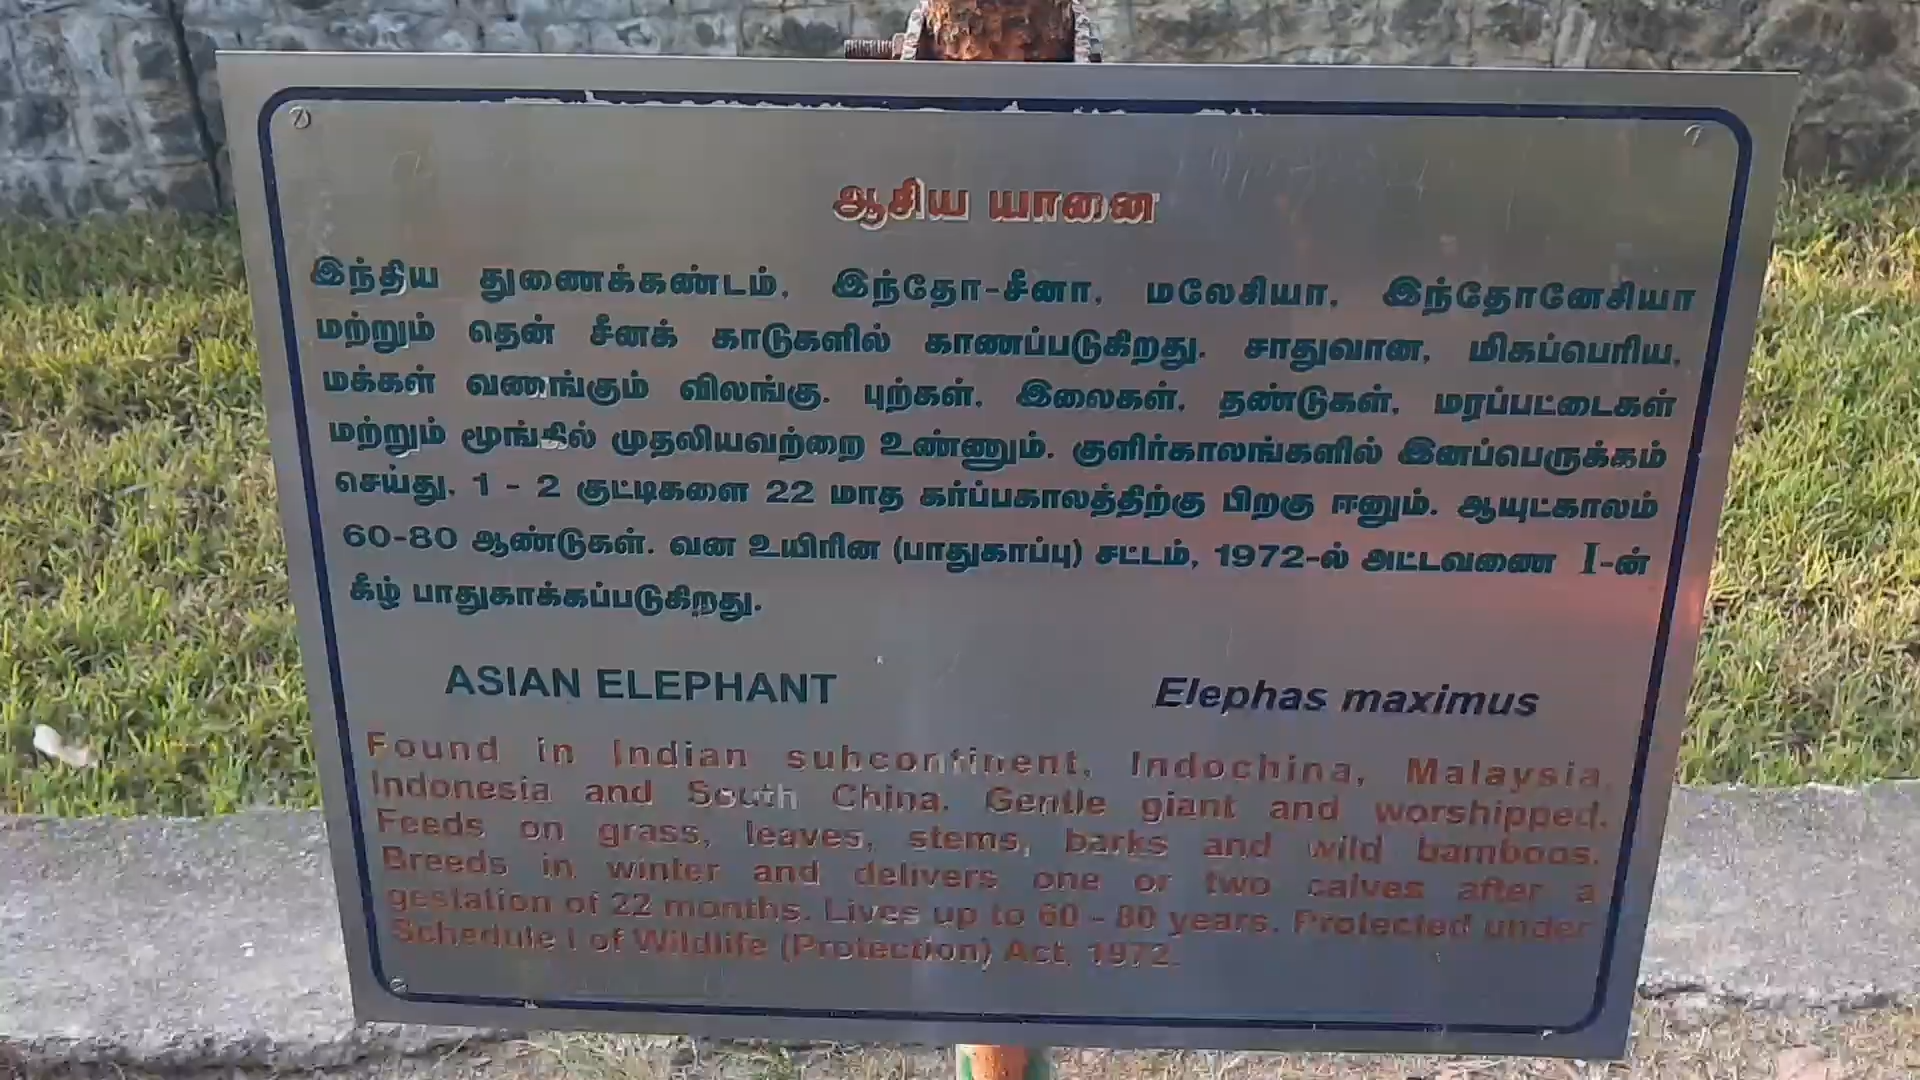 ஆசிய யானை
இந்திய துணைக்கண்டம், இந்தோ-சீனா, மலேசியா, இந்தோனேசியா
மற்றும் தென் சீனக் காடுகளில் காணப்படுகிறது. சாதுவான, மிகப்பெரிய,
மக்கள் வணங்கும் விலங்கு. புற்கள், இலைகள், தண்டுகள், மரப்பட்டைகள்
மற்றும் மூங்கில் முதலியவற்றை உண்ணும். குளிர்காலங்களில் இனப்பெருக்கம்
செய்து, 1 - 2 குட்டிகளை 22 மாத கர்ப்பகாலத்திற்கு பிறகு ஈனும். ஆயுட்காலம்
60-80 ஆண்டுகள். வன உயிரின (பாதுகாப்பு) சட்டம், 1972-ல் அட்டவணை I-ன்
கீழ் பாதுகாக்கப்படுகிறது.
ASIAN ELEPHANT Elephas maximus
Found in Indian subcontinent, Indochina, Malaysia,
Indonesia and South China. Gentle giant and worshipped.
Feeds on grass, leaves, stems, barks and wild bamboos.
Breeds in winter and delivers one or two calves after a
gestation of 22 months. Lives up to 60 - 80 years. Protected under
Schedule I of Wildlife (Protection) Act, 1972.